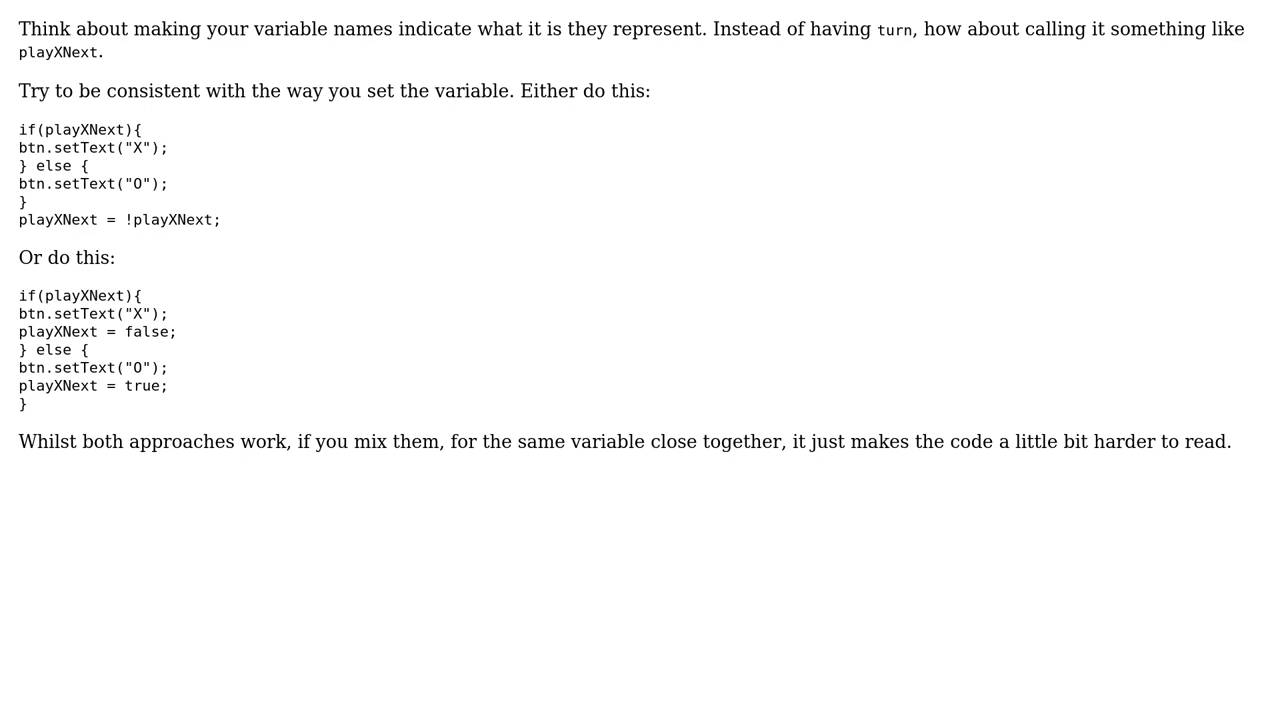 Think about making your variable names indicate what it is they represent. Instead of having turn, how about calling it something like
playXNext.
Try to be consistent with the way you set the variable. Either do this:
if(playXNext){
btn.setText("X");
} else {
btn.setText("O");
}
playXNext = !playXNext;
Or do this:
if(playXNext){
btn.setText("X");
playXNext = false;
} else {
btn.setText("O");
playXNext = true;
}
Whilst both approaches work, if you mix them, for the same variable close together, it just makes the code a little bit harder to read.